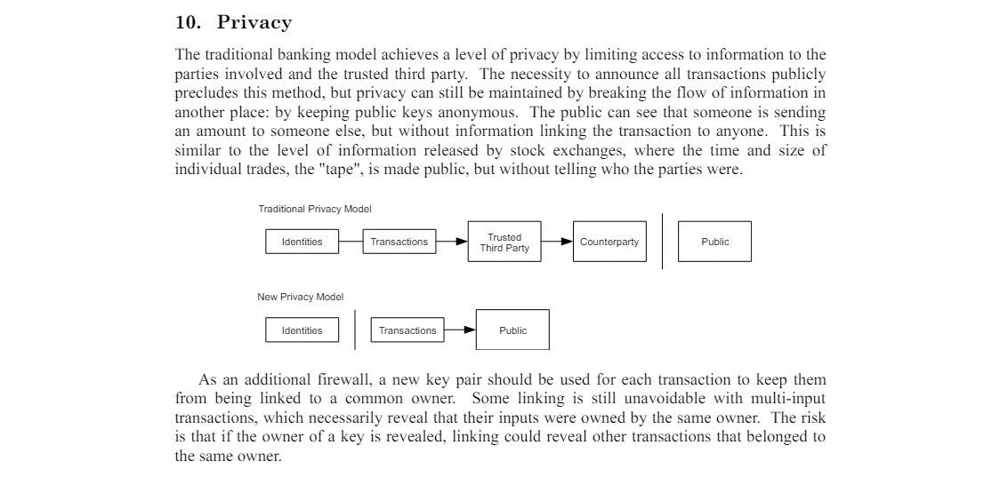 10. Privacy
The traditional banking model achieves a level of privacy by limiting access to information to the
parties involved and the trusted third party. The necessity to announce all transactions publicly
precludes this method, but privacy can still be maintained by breaking the flow of information in
another place: by keeping public keys anonymous. The public can see that someone is sending
an amount to someone else, but without information linking the transaction to anyone. This is
similar to the level of information released by stock exchanges, where the time and size of
individual trades, the "tape", is made public, but without telling who the parties were.
Traditional Privacy Model
Identities
Transactions
Trusted
Third Party
Counterparty
Public
New Privacy Model
Identities
Transactions
Public
As an additional firewall, a new key pair should be used for each transaction to keep them
from being linked to a common owner. Some linking is still unavoidable with multi-input
transactions, which necessarily reveal that their inputs were owned by the same owner. The risk
is that if the owner of a key is revealed, linking could reveal other transactions that belonged to
the same owner.